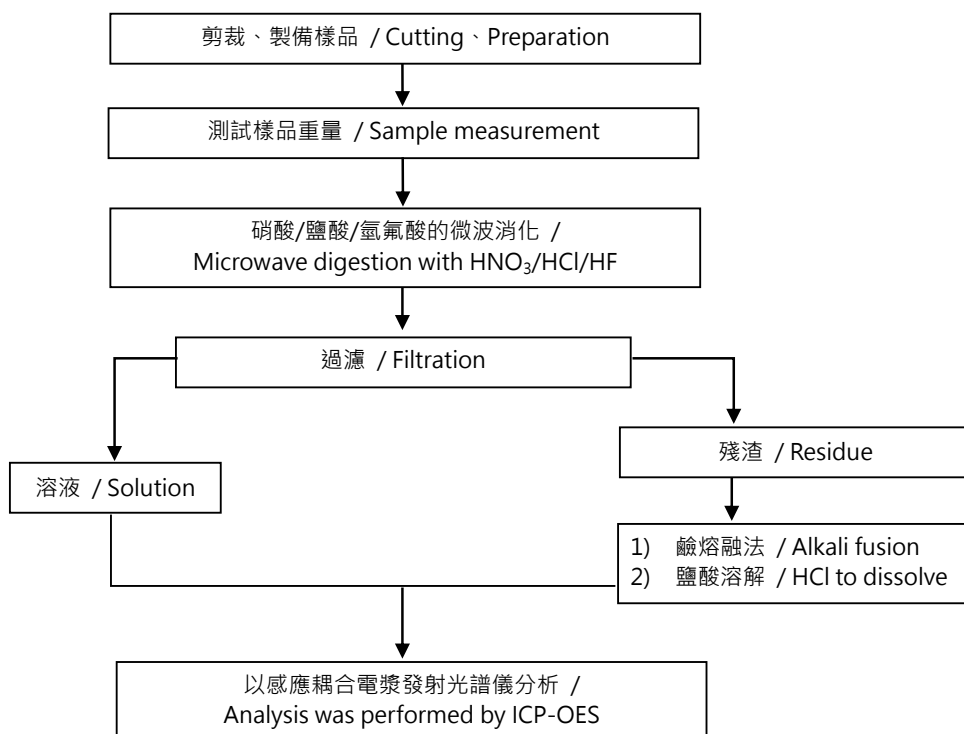 剪裁、製備樣品 / Cutting、Preparation
測試樣品重量 / Sample measurement
硝酸/鹽酸/氫氟酸的微波消化 /
Microwave digestion with HNO₃/HCl/HF
過濾 / Filtration
溶液 / Solution
殘渣 / Residue
1) 鹼熔融法 / Alkali fusion
2) 鹽酸溶解 / HCl to dissolve
以感應耦合電漿發射光譜儀分析 /
Analysis was performed by ICP-OES